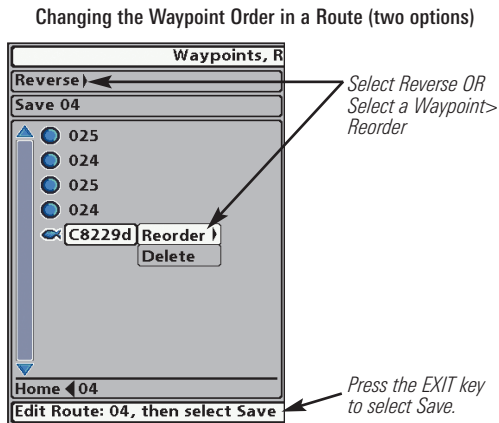 Changing the Waypoint Order in a Route (two options)
Waypoints, R
Reverse
Select Reverse OR
Select a Waypoint>
Reorder
Save 04
025
024
025
024
C8229d Reorder
Delete
Home 04
Press the EXIT key
to select Save.
Edit Route: 04, then select Save